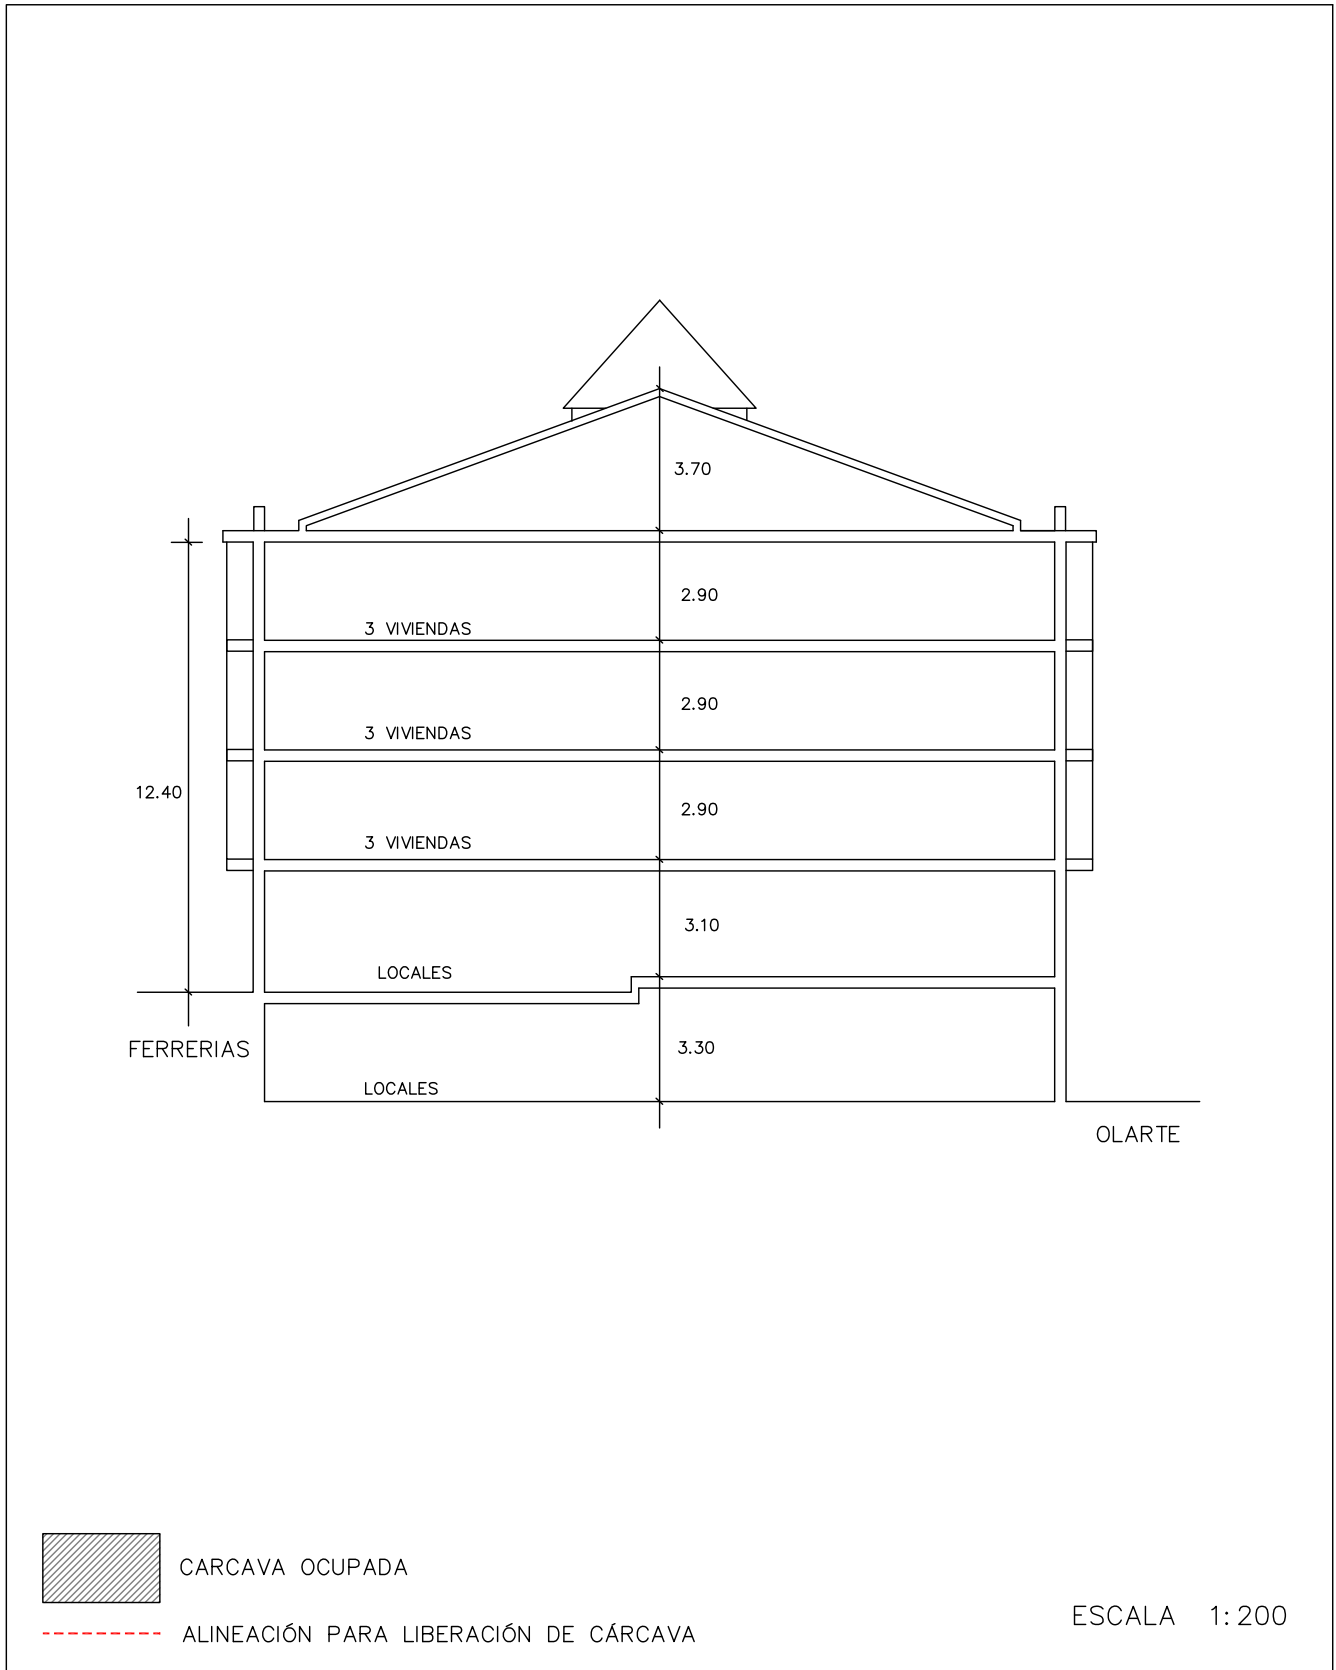 3.70
2.90
3 VIVIENDAS
2.90
3 VIVIENDAS
12.40
2.90
3 VIVIENDAS
3.10
LOCALES
FERRERIAS
3.30
LOCALES
OLARTE
CARCAVA OCUPADA
ALINEACIÓN PARA LIBERACIÓN DE CÁRCAVA
ESCALA 1:200